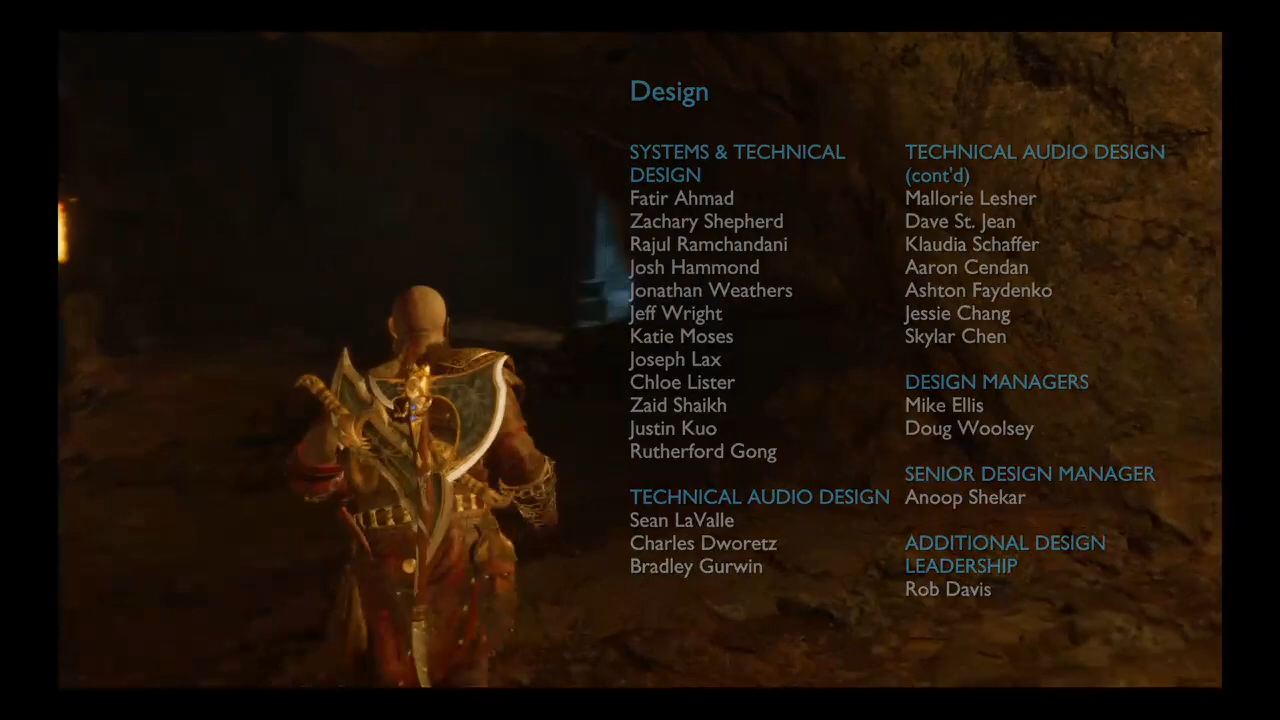 Design
SYSTEMS & TECHNICAL
DESIGN
Fatir Ahmad
Zachary Shepherd
Rajul Ramchandani
Josh Hammond
Jonathan Weathers
Jeff Wright
Katie Moses
Joseph Lax
Chloe Lister
Zaid Shaikh
Justin Kuo
Rutherford Gong
TECHNICAL AUDIO DESIGN
Sean LaValle
Charles Dworetz
Bradley Gurwin
TECHNICAL AUDIO DESIGN
(cont'd)
Mallorie Lesher
Dave St. Jean
Klaudia Schaffer
Aaron Cendan
Ashton Faydenko
Jessie Chang
Skylar Chen
DESIGN MANAGERS
Mike Ellis
Doug Woolsey
SENIOR DESIGN MANAGER
Anoop Shekar
ADDITIONAL DESIGN
LEADERSHIP
Rob Davis